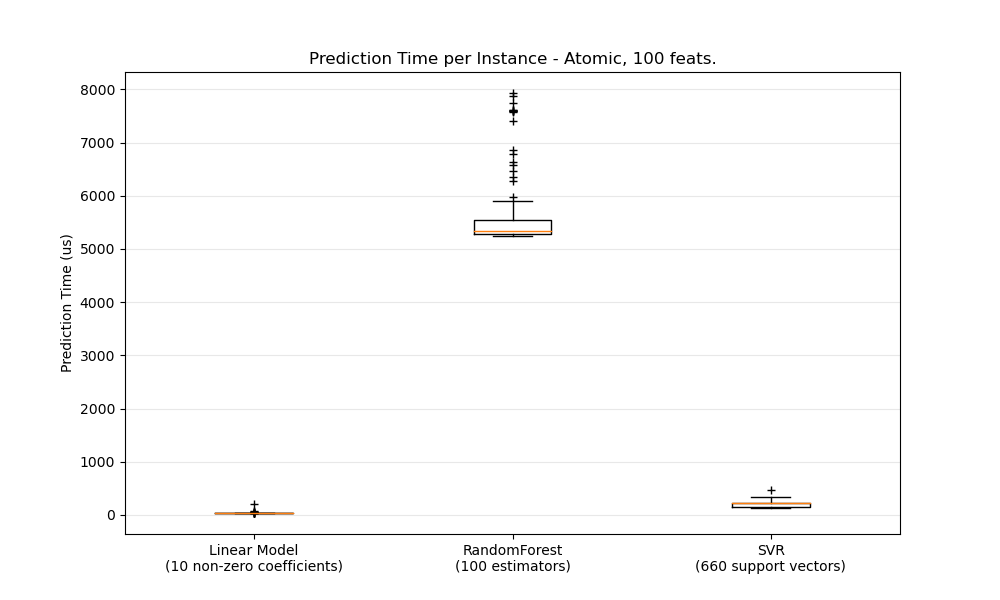 Prediction Time per Instance - Atomic, 100 feats.
Prediction Time (us)
8000
7000
6000
5000
4000
3000
2000
1000
0
Linear Model
(10 non-zero coefficients)
RandomForest
(100 estimators)
SVR
(660 support vectors)